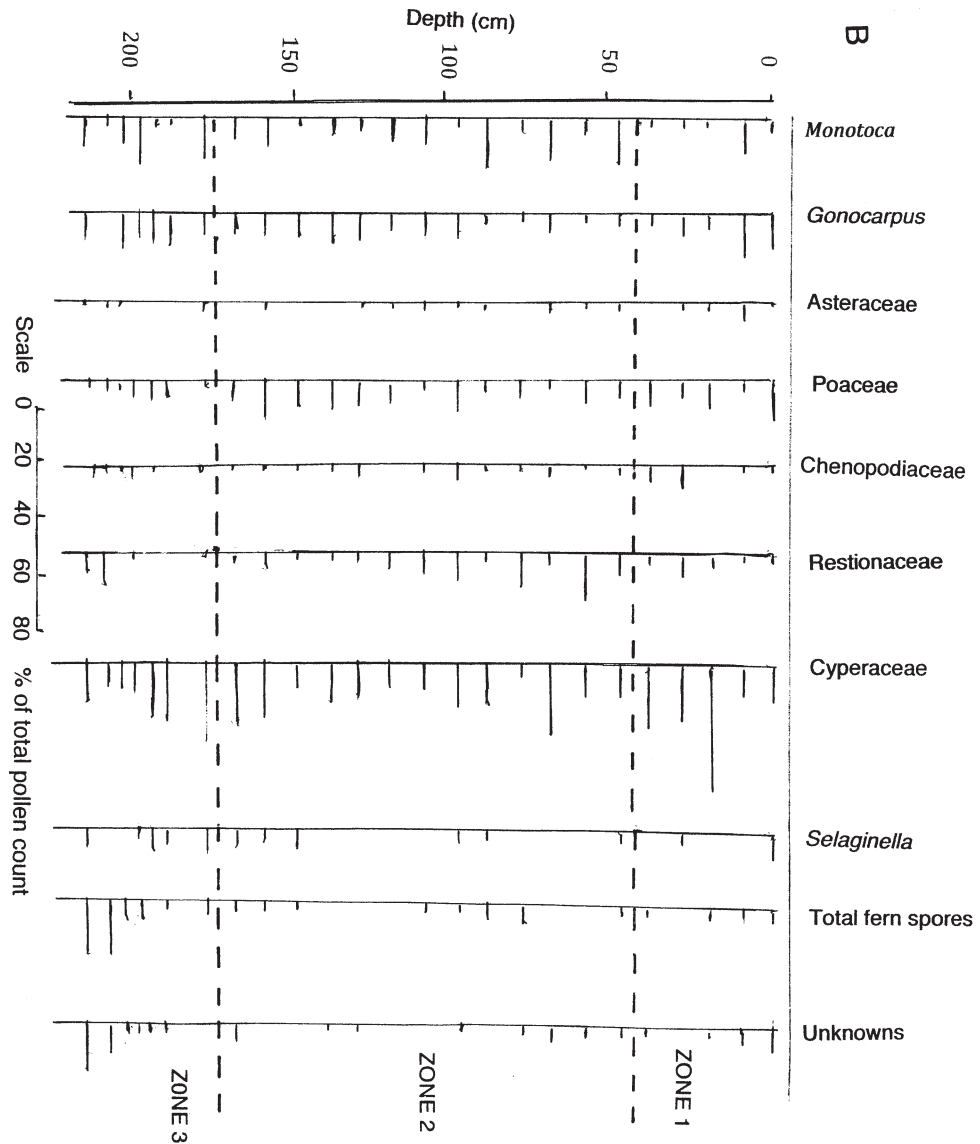 B
Depth (cm)
0
50
100
150
200
Monotoca
Gonocarpus
Asteraceae
Poaceae
Chenopodiaceae
Restionaceae
Cyperaceae
Selaginella
Total fern spores
Unknowns
ZONE 1
ZONE 2
ZONE 3
Scale
0
20
40
60
80
% of total pollen count